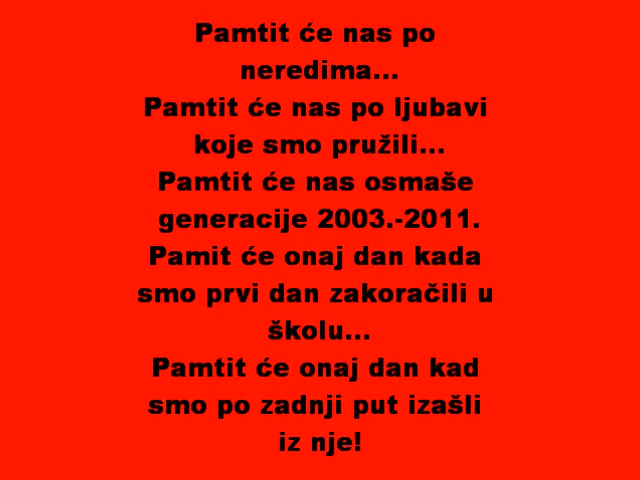 Pamtit će nas po
neredima...
Pamtit će nas po ljubavi
koje smo pružili...
Pamtit će nas osmaše
generacije 2003.-2011.
Pamit će onaj dan kada
smo prvi dan zakoračili u
školu...
Pamtit će onaj dan kad
smo po zadnji put izašli
iz nje!